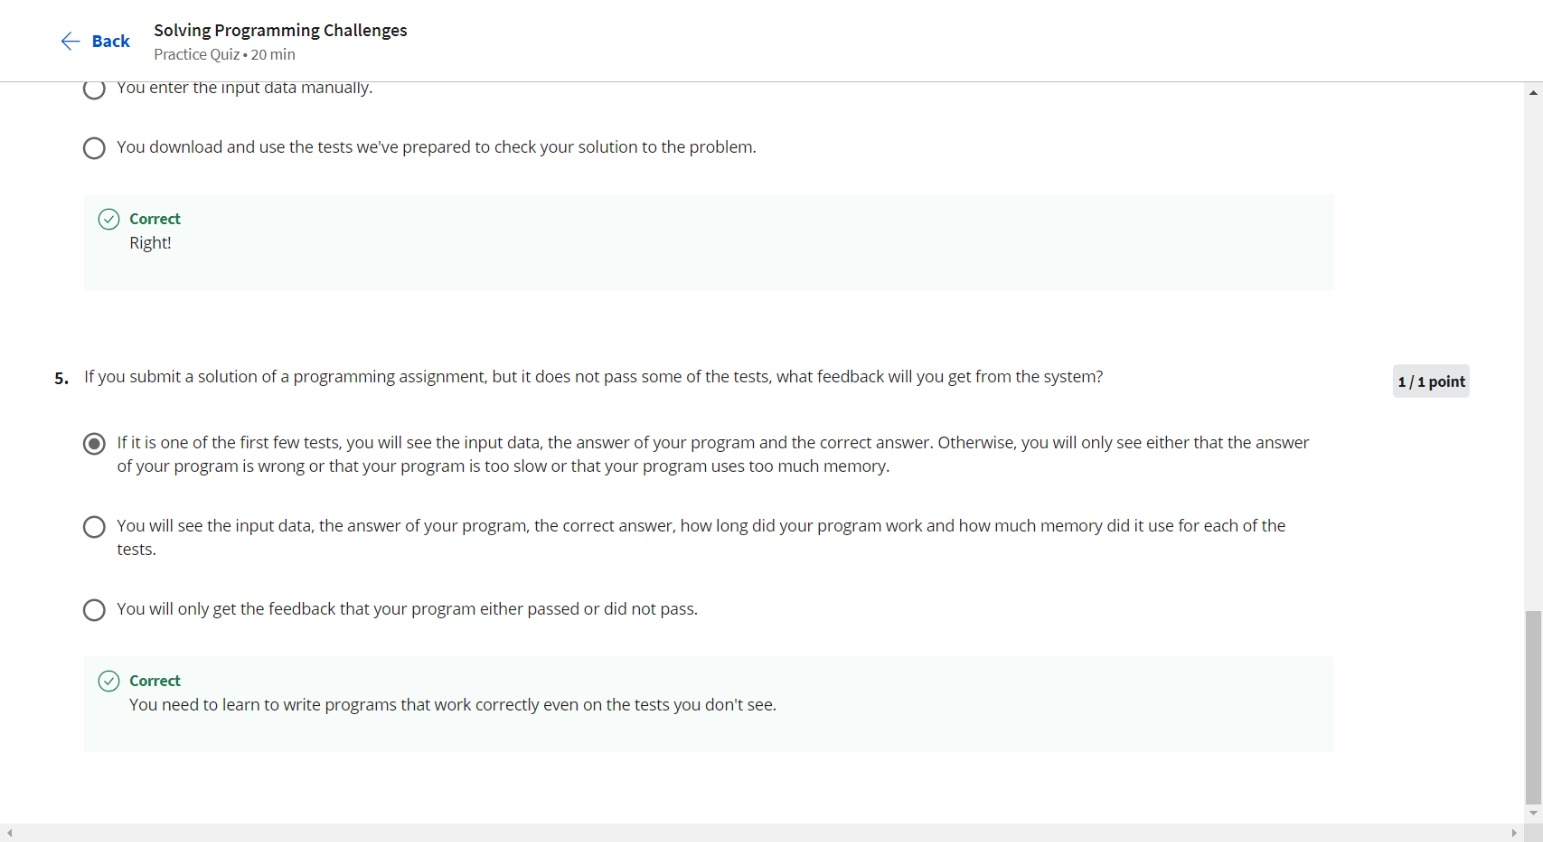 Back
Solving Programming Challenges
Practice Quiz • 20 min
You enter the input data manually.
You download and use the tests we've prepared to check your solution to the problem.
Correct
Right!
5. If you submit a solution of a programming assignment, but it does not pass some of the tests, what feedback will you get from the system?
1 / 1 point
If it is one of the first few tests, you will see the input data, the answer of your program and the correct answer. Otherwise, you will only see either that the answer
of your program is wrong or that your program is too slow or that your program uses too much memory.
You will see the input data, the answer of your program, the correct answer, how long did your program work and how much memory did it use for each of the
tests.
You will only get the feedback that your program either passed or did not pass.
Correct
You need to learn to write programs that work correctly even on the tests you don't see.